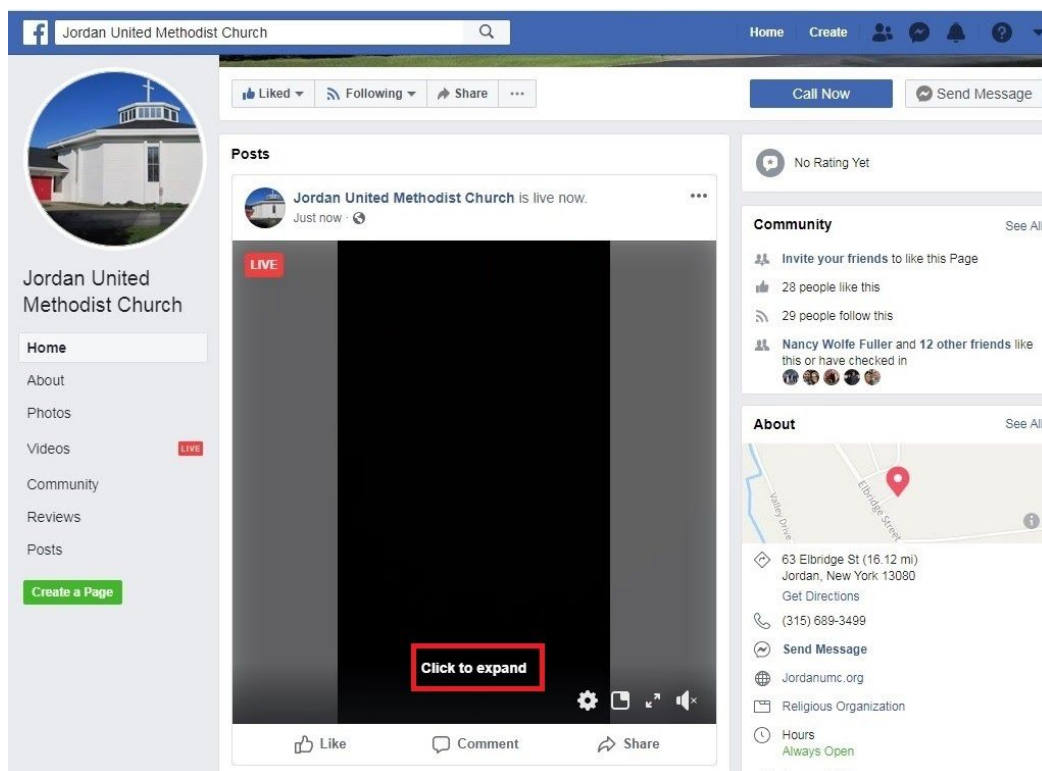 f Jordan United Methodist Church
Home Create
Liked Following Share ...
Call Now Send Message
Jordan United
Methodist Church
Home
About
Photos
Videos LIVE
Community
Reviews
Posts
Create a Page
Posts
Jordan United Methodist Church is live now.
Just now ·
LIVE
Click to expand
Like Comment Share
No Rating Yet
Community See All
Invite your friends to like this Page
28 people like this
29 people follow this
Nancy Wolfe Fuller and 12 other friends like
this or have checked in
About See All
Valley Drive
Elbridge Street
63 Elbridge St (16.12 mi)
Jordan, New York 13080
Get Directions
(315) 689-3499
Send Message
Jordanumc.org
Religious Organization
Hours
Always Open